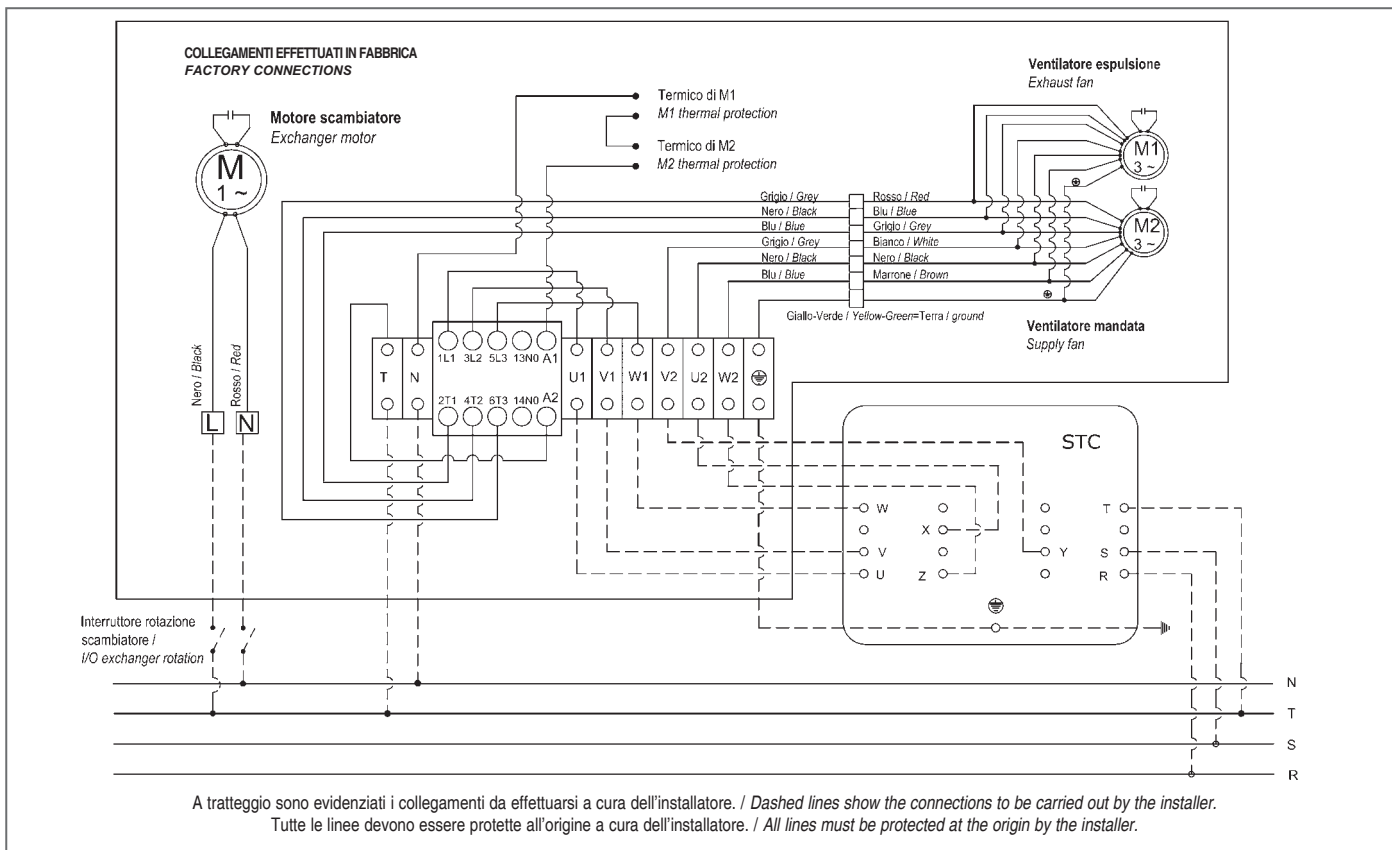 COLLEGAMENTI EFFETTUATI IN FABBRICA
FACTORY CONNECTIONS
Motore scambiatore
Exchanger motor
M
1 ~
Termico di M1
M1 thermal protection
Termico di M2
M2 thermal protection
Ventilatore espulsione
Exhaust fan
M1
3 ~
M2
3 ~
Grigio / Grey
Rosso / Red
Nero / Black
Blu / Blue
Blu / Blue
Grigio / Grey
Grigio / Grey
Bianco / White
Nero / Black
Nero / Black
Blu / Blue
Marrone / Brown
Giallo-Verde / Yellow-Green=Terra / ground
Ventilatore mandata
Supply fan
Nero / Black
Rosso / Red
L
N
T
N
1L1 3L2 5L3 13N0 A1
2T1 4T2 6T3 14N0 A2
U1
V1
W1
V2
U2
W2
STC
W
X
V
U
Z
Y
T
S
R
Interruttore rotazione
scambiatore /
I/O exchanger rotation
N
T
S
R
A tratteggio sono evidenziati i collegamenti da effettuarsi a cura dell'installatore. / Dashed lines show the connections to be carried out by the installer.
Tutte le linee devono essere protette all'origine a cura dell'installatore. / All lines must be protected at the origin by the installer.